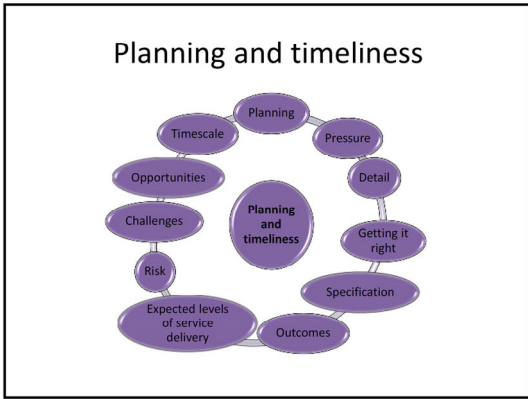 Planning and timeliness
Planning
Pressure
Detail
Getting it
right
Specification
Outcomes
Expected levels
of service
delivery
Risk
Challenges
Opportunities
Timescale
Planning
and
timeliness